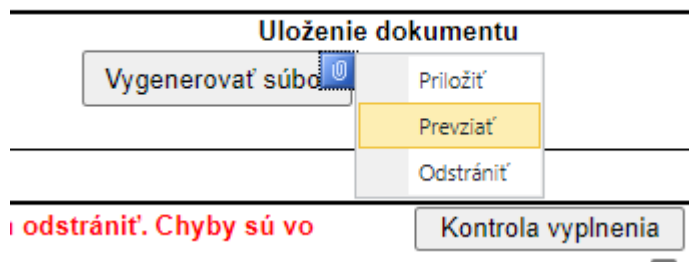 Uloženie dokumentu
Vygenerovať súbo
Priložiť
Prevziať
Odstrániť
odstrániť. Chyby sú vo
Kontrola vyplnenia